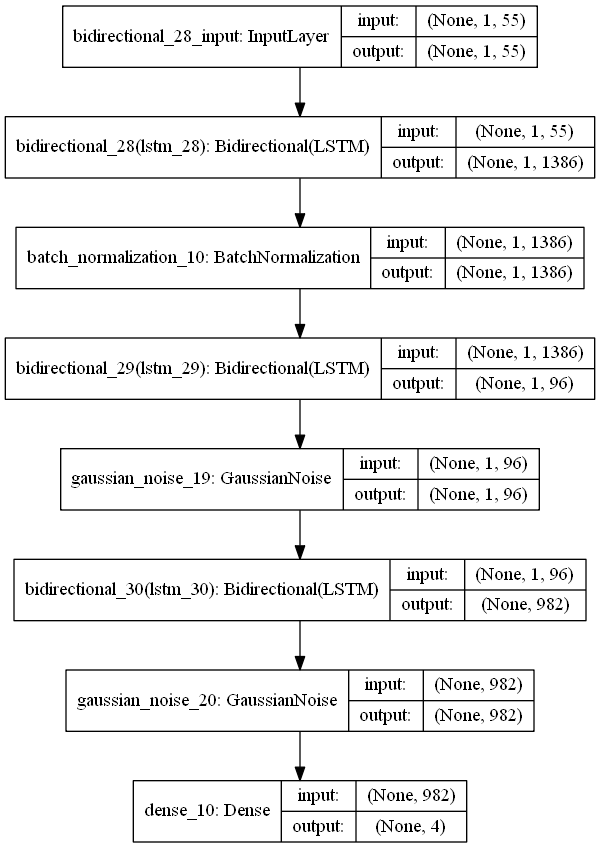 bidirectional_28_input: InputLayer
input: (None, 1, 55)
output: (None, 1, 55)
bidirectional_28(lstm_28): Bidirectional(LSTM)
input: (None, 1, 55)
output: (None, 1, 1386)
batch_normalization_10: BatchNormalization
input: (None, 1, 1386)
output: (None, 1, 1386)
bidirectional_29(lstm_29): Bidirectional(LSTM)
input: (None, 1, 1386)
output: (None, 1, 96)
gaussian_noise_19: GaussianNoise
input: (None, 1, 96)
output: (None, 1, 96)
bidirectional_30(lstm_30): Bidirectional(LSTM)
input: (None, 1, 96)
output: (None, 982)
gaussian_noise_20: GaussianNoise
input: (None, 982)
output: (None, 982)
dense_10: Dense
input: (None, 982)
output: (None, 4)